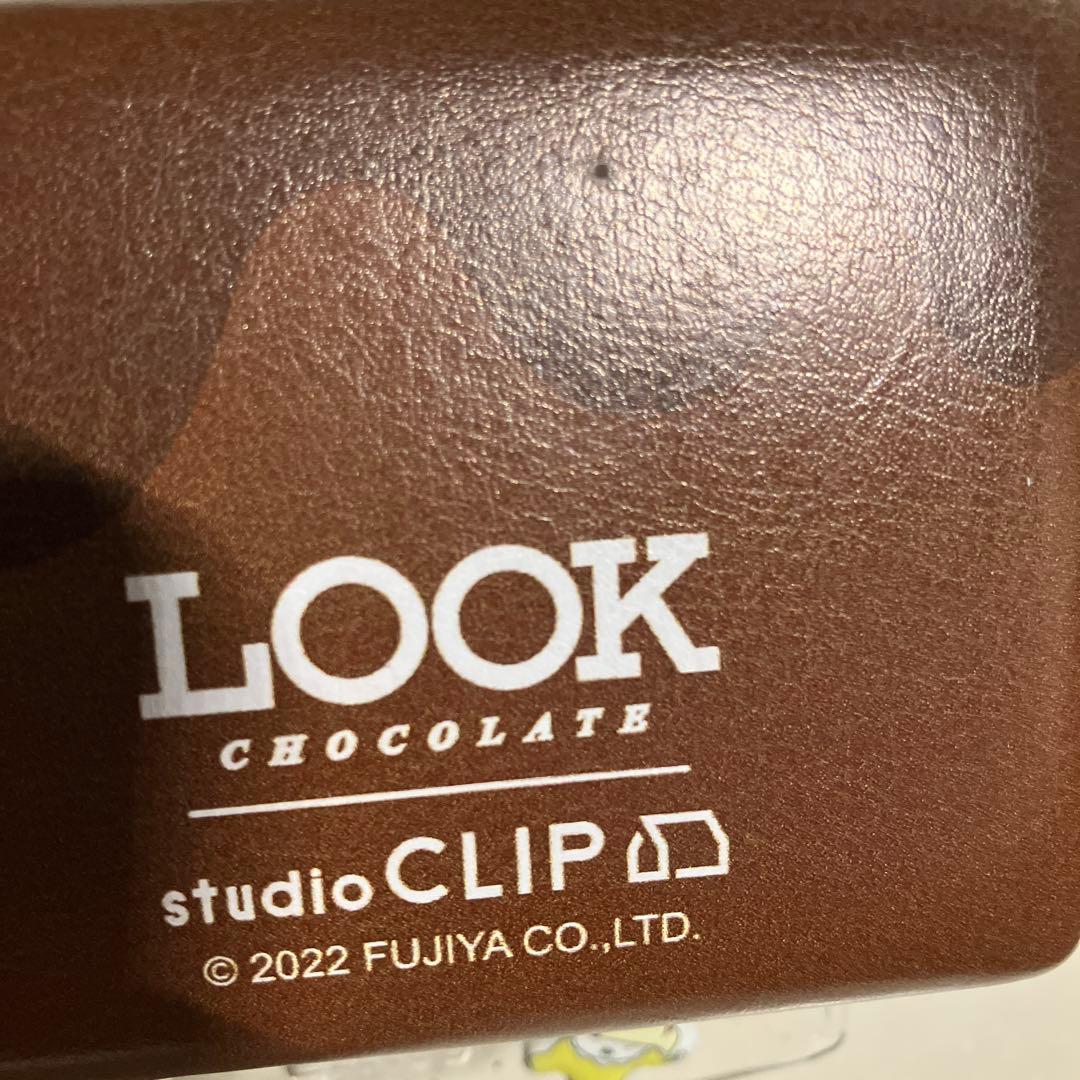 LOOK
CHOCOLATE
studio CLIP
© 2022 FUJIYA CO.,LTD.